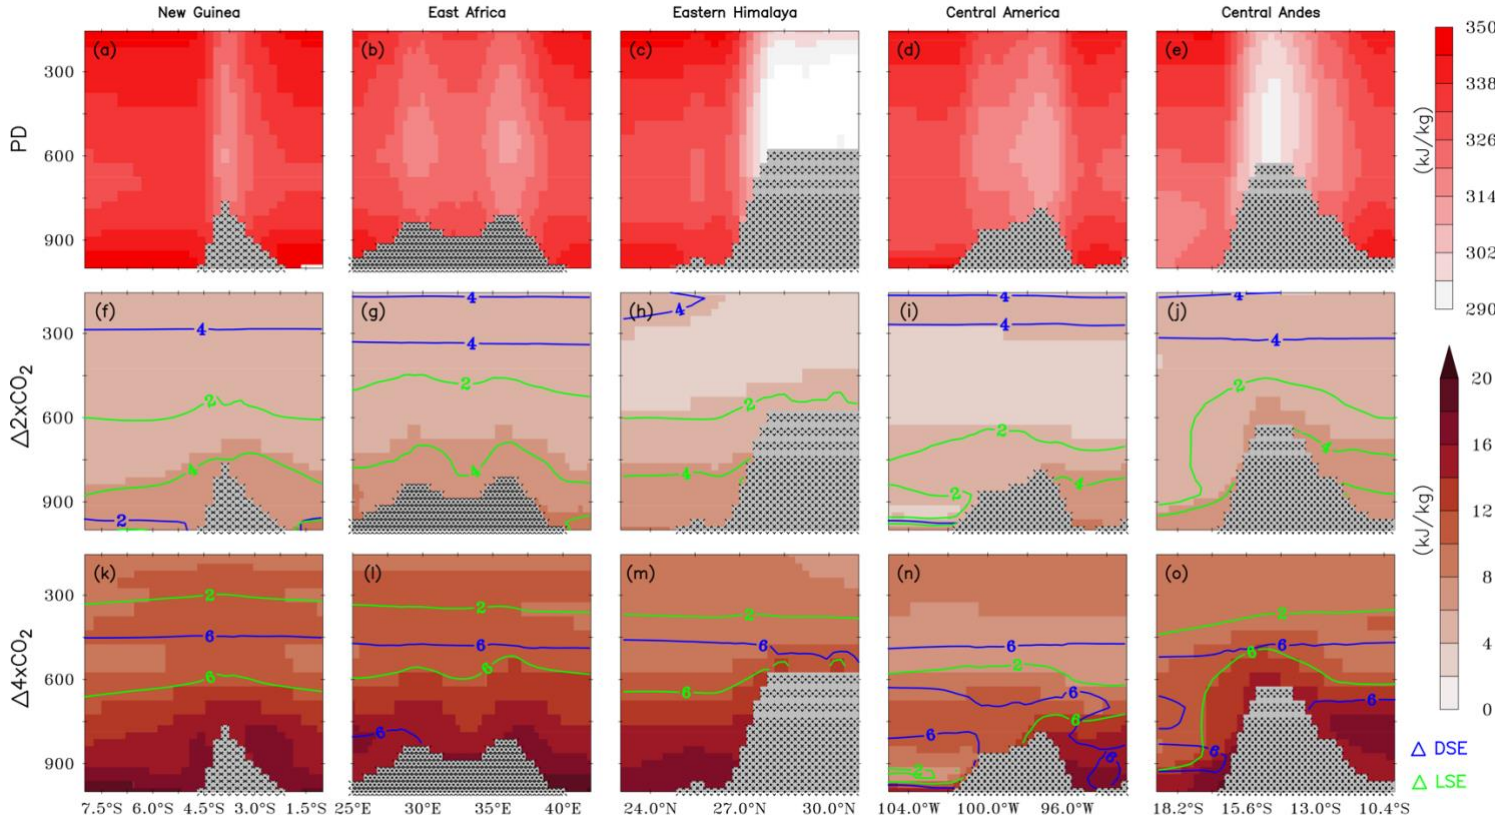 New Guinea East Africa Eastern Himalaya Central America Central Andes
PD
300
600
900
(a) (b) (c) (d) (e)
350
338
326
314
302
290
(kJ/kg)
Δ2xCO₂
300
600
900
(f) (g) (h) (i) (j)
4 4 4 4 4 4
4
2 2 2 2
4 4 4 4 4
2 2
Δ4xCO₂
300
600
900
(k) (l) (m) (n) (o)
2 2 2 6
6 6 6 2 6
6 6 6 6
6 6 6
2 6 6
20
16
12
8
4
0
(kJ/kg)
Δ DSE
Δ LSE
7.5°S 6.0°S 4.5°S 3.0°S 1.5°S 25°E 30°E 35°E 40°E 24.0°N 27.0°N 30.0°N 104.0°W 100.0°W 96.0°W 18.2°S 15.6°S 13.0°S 10.4°S